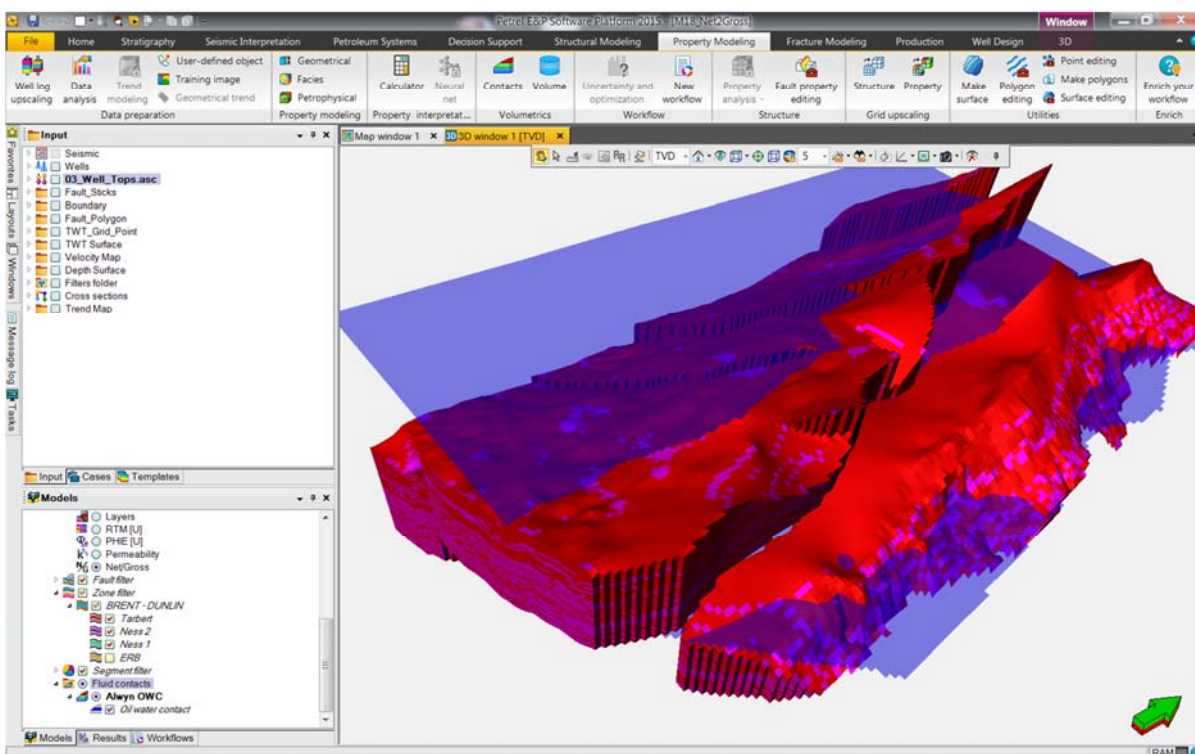 Petrel E&P Software Platform 2015 - [M18_Net2Gross]
Window
File Home Stratigraphy Seismic Interpretation Petroleum Systems Decision Support Structural Modeling Property Modeling Fracture Modeling Production Well Design 3D
Well log upscaling
Data analysis
Trend modeling
User-defined object
Training image
Geometrical trend
Data preparation
Geometrical
Facies
Petrophysical
Property modeling
Calculator
Neural net
Property interpretat...
Contacts
Volume
Volumetrics
Uncertainty and optimization
New workflow
Workflow
Property analysis
Fault property editing
Structure
Structure
Property
Grid upscaling
Make surface
Polygon editing
Point editing
Make polygons
Surface editing
Utilities
Enrich your workflow
Enrich
Favorites
Layouts
Windows
Message log
Tasks
Input
Seismic
Wells
03_Well_Tops.asc
Fault_Sticks
Boundary
Fault_Polygon
TWT_Grid_Point
TWT Surface
Velocity Map
Depth Surface
Filters folder
Cross sections
Trend Map
Input Cases Templates
Map window 1
3D window 1 [TVD]
TVD
5
Models
Layers
RTM [U]
PHIE [U]
Permeability
Net/Gross
Fault filter
Zone filter
BRENT - DUNLIN
Tarbert
Ness 2
Ness 1
ERB
Segment filter
Fluid contacts
Alwyn OWC
Oil water contact
Models Results Workflows
RAM